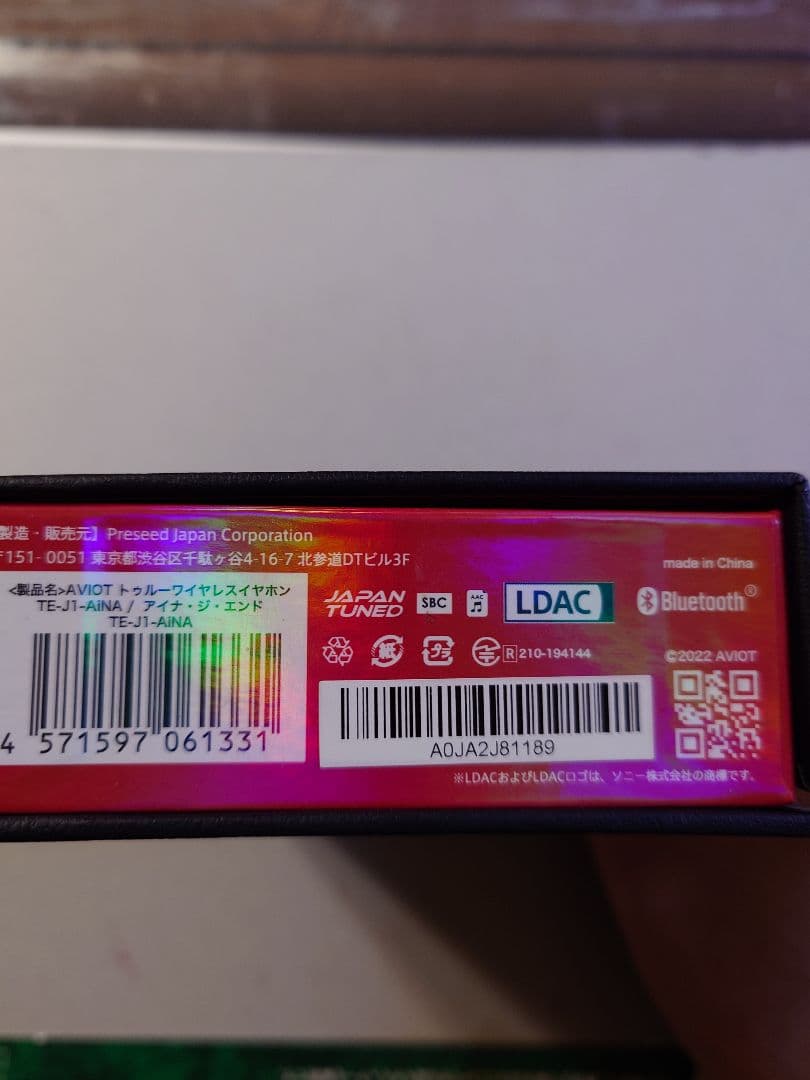 製造・販売元】Preseed Japan Corporation
〒151-0051 東京都渋谷区千駄ヶ谷4-16-7 北参道DTビル3F
made in China
<製品名>AVIOT トゥルーワイヤレスイヤホン
TE-J1-AiNA / アイナ・ジ・エンド
TE-J1-AiNA
4 571597 061331
JAPAN
TUNED
SBC
AAC
LDAC
Bluetooth®
紙
プラ
R 210-194144
©2022 AVIOT
A0JA2J81189
※LDACおよびLDACロゴは、ソニー株式会社の商標です。